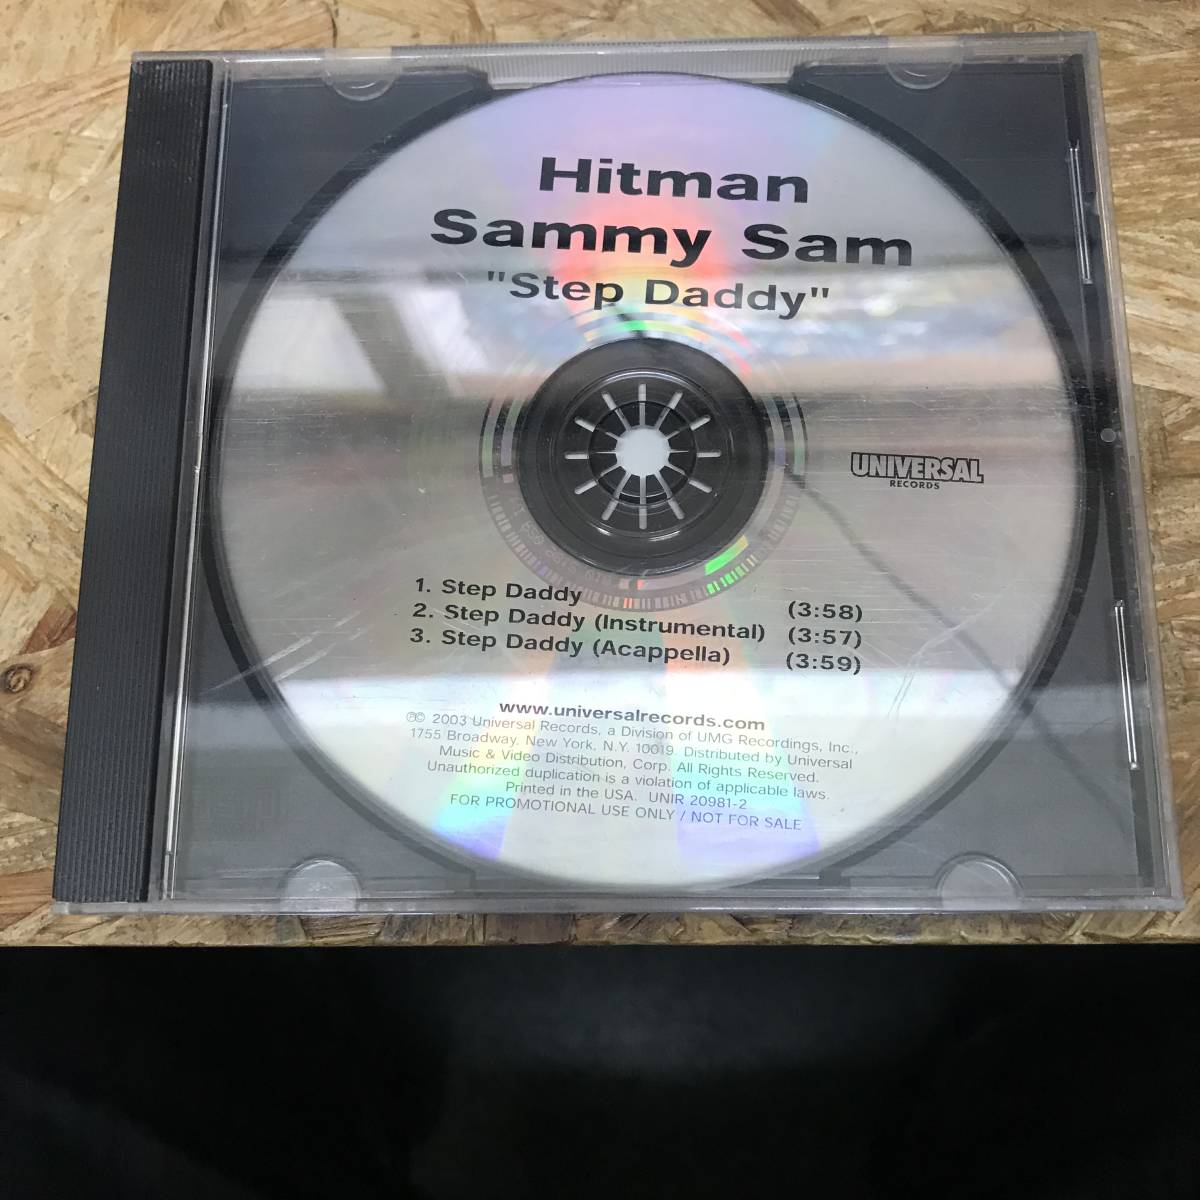 Hitman
Sammy Sam
"Step Daddy"
UNIVERSAL
RECORDS
1. Step Daddy (3:58)
2. Step Daddy (Instrumental) (3:57)
3. Step Daddy (Acappella) (3:59)
www.universalrecords.com
℗© 2003 Universal Records, a Division of UMG Recordings, Inc.,
1755 Broadway, New York, N.Y. 10019. Distributed by Universal
Music & Video Distribution, Corp. All Rights Reserved.
Unauthorized duplication is a violation of applicable laws.
Printed in the USA. UNIR 20981-2
FOR PROMOTIONAL USE ONLY / NOT FOR SALE